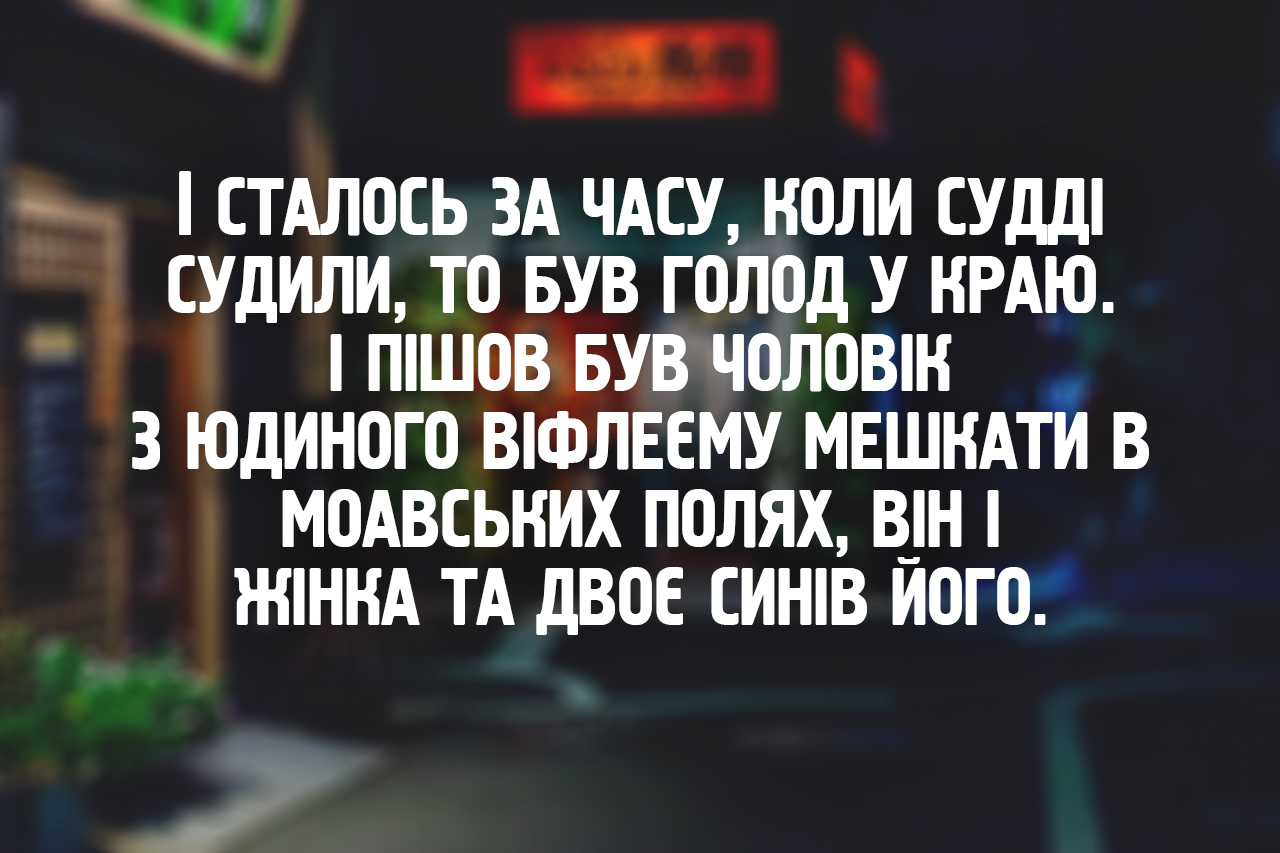 І СТАЛОСЬ ЗА ЧАСУ, КОЛИ СУДДІ
СУДИЛИ, ТО БУВ ГОЛОД У КРАЮ.
І ПІШОВ БУВ ЧОЛОВІК
З ЮДИНОГО ВІФЛЕЄМУ МЕШКАТИ В
МОАВСЬКИХ ПОЛЯХ, ВІН І
ЖІНКА ТА ДВОЄ СИНІВ ЙОГО.